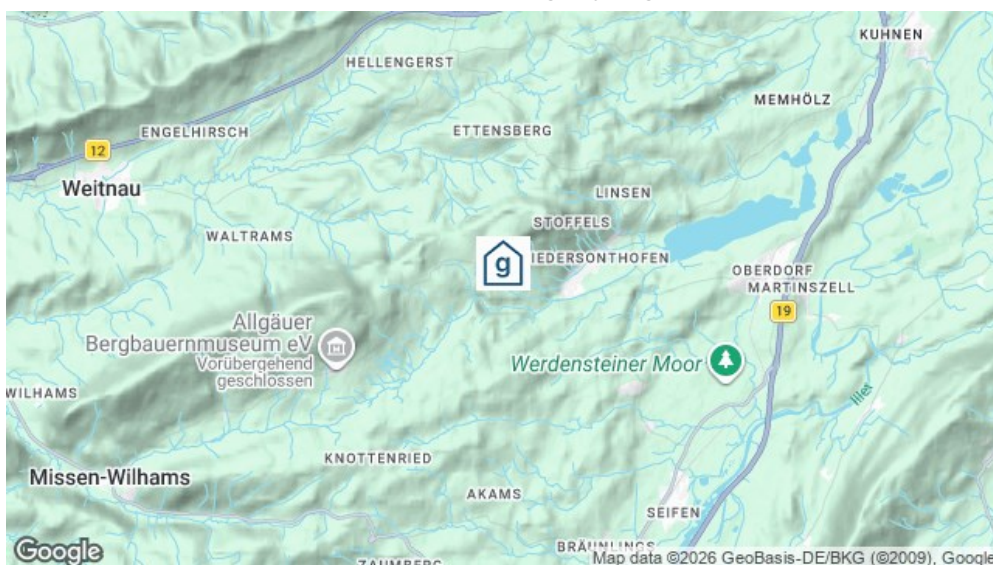 KUHNEN
HELLENGERST
MEMHÖLZ
ENGELHIRSCH
ETTENSBERG
12
Weitnau
LINSEN
STOFFELS
WALTRAMS
g
IEDERSONTHOFEN
OBERDORF
MARTINSZELL
19
Allgäuer
Bergbauernmuseum eV
Vorübergehend
geschlossen
Werdensteiner Moor
Iller
WILHAMS
KNOTTENRIED
Missen-Wilhams
AKAMS
SEIFEN
BRÄUNLINGS
ZAUMBERG
Google
Map data ©2026 GeoBasis-DE/BKG (©2009), Google